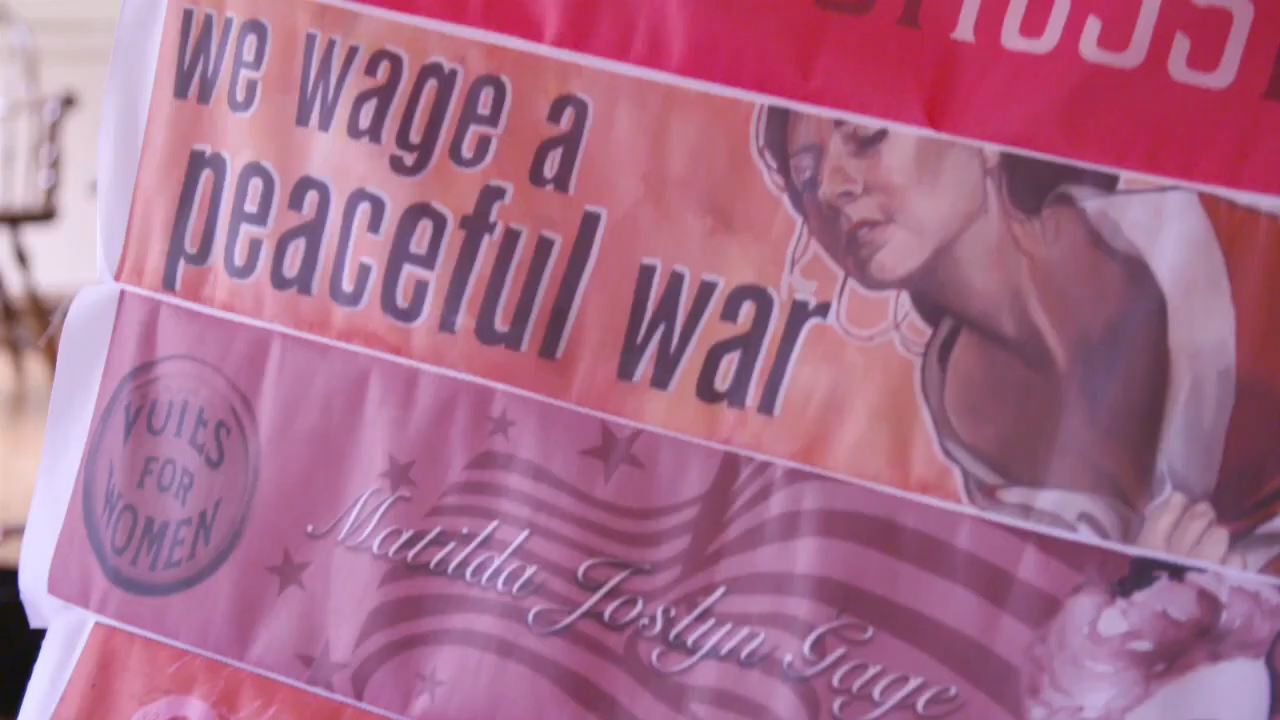 we wage a
peaceful war
VOTES
FOR
WOMEN
Matilda Joslyn Gage